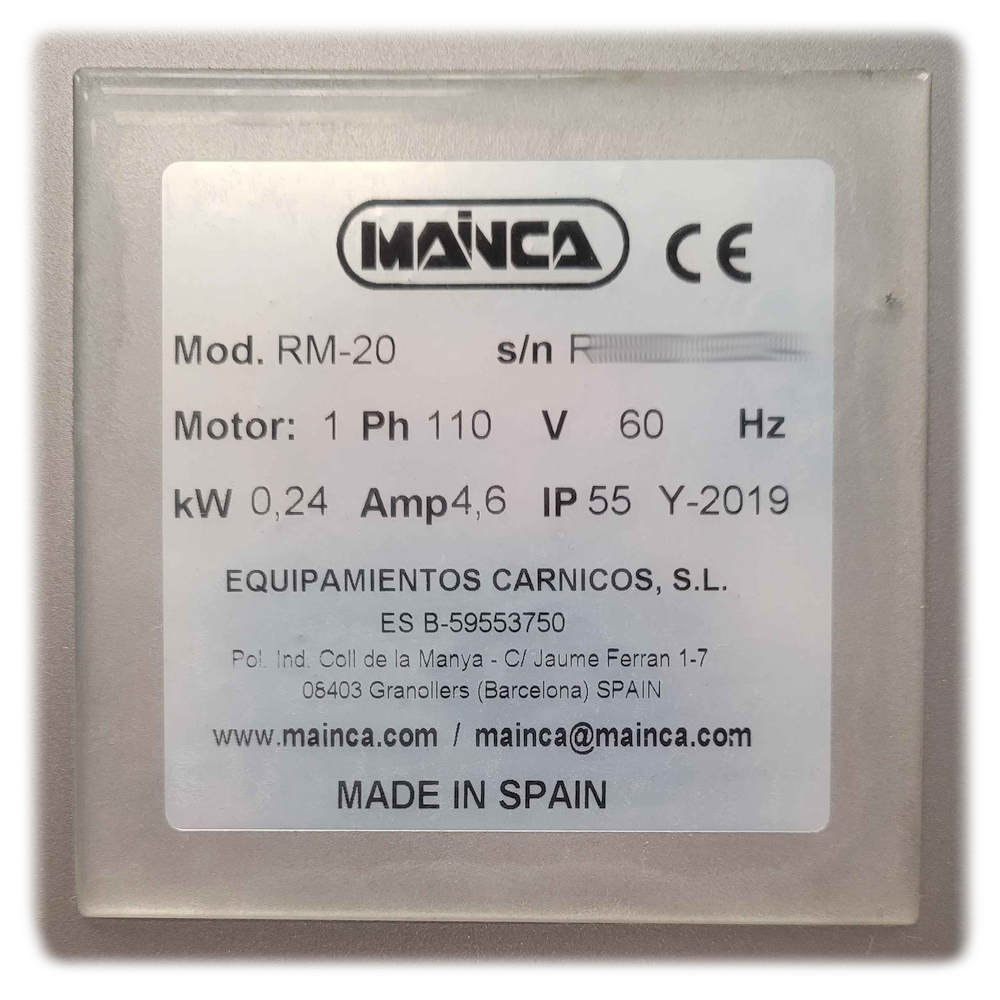 MAINCA CE
Mod. RM-20 s/n R
Motor: 1 Ph 110 V 60 Hz
kW 0,24 Amp 4,6 IP 55 Y-2019
EQUIPAMIENTOS CARNICOS, S.L.
ES B-59553750
Pol. Ind. Coll de la Manya - C/ Jaume Ferran 1-7
08403 Granollers (Barcelona) SPAIN
www.mainca.com / mainca@mainca.com
MADE IN SPAIN